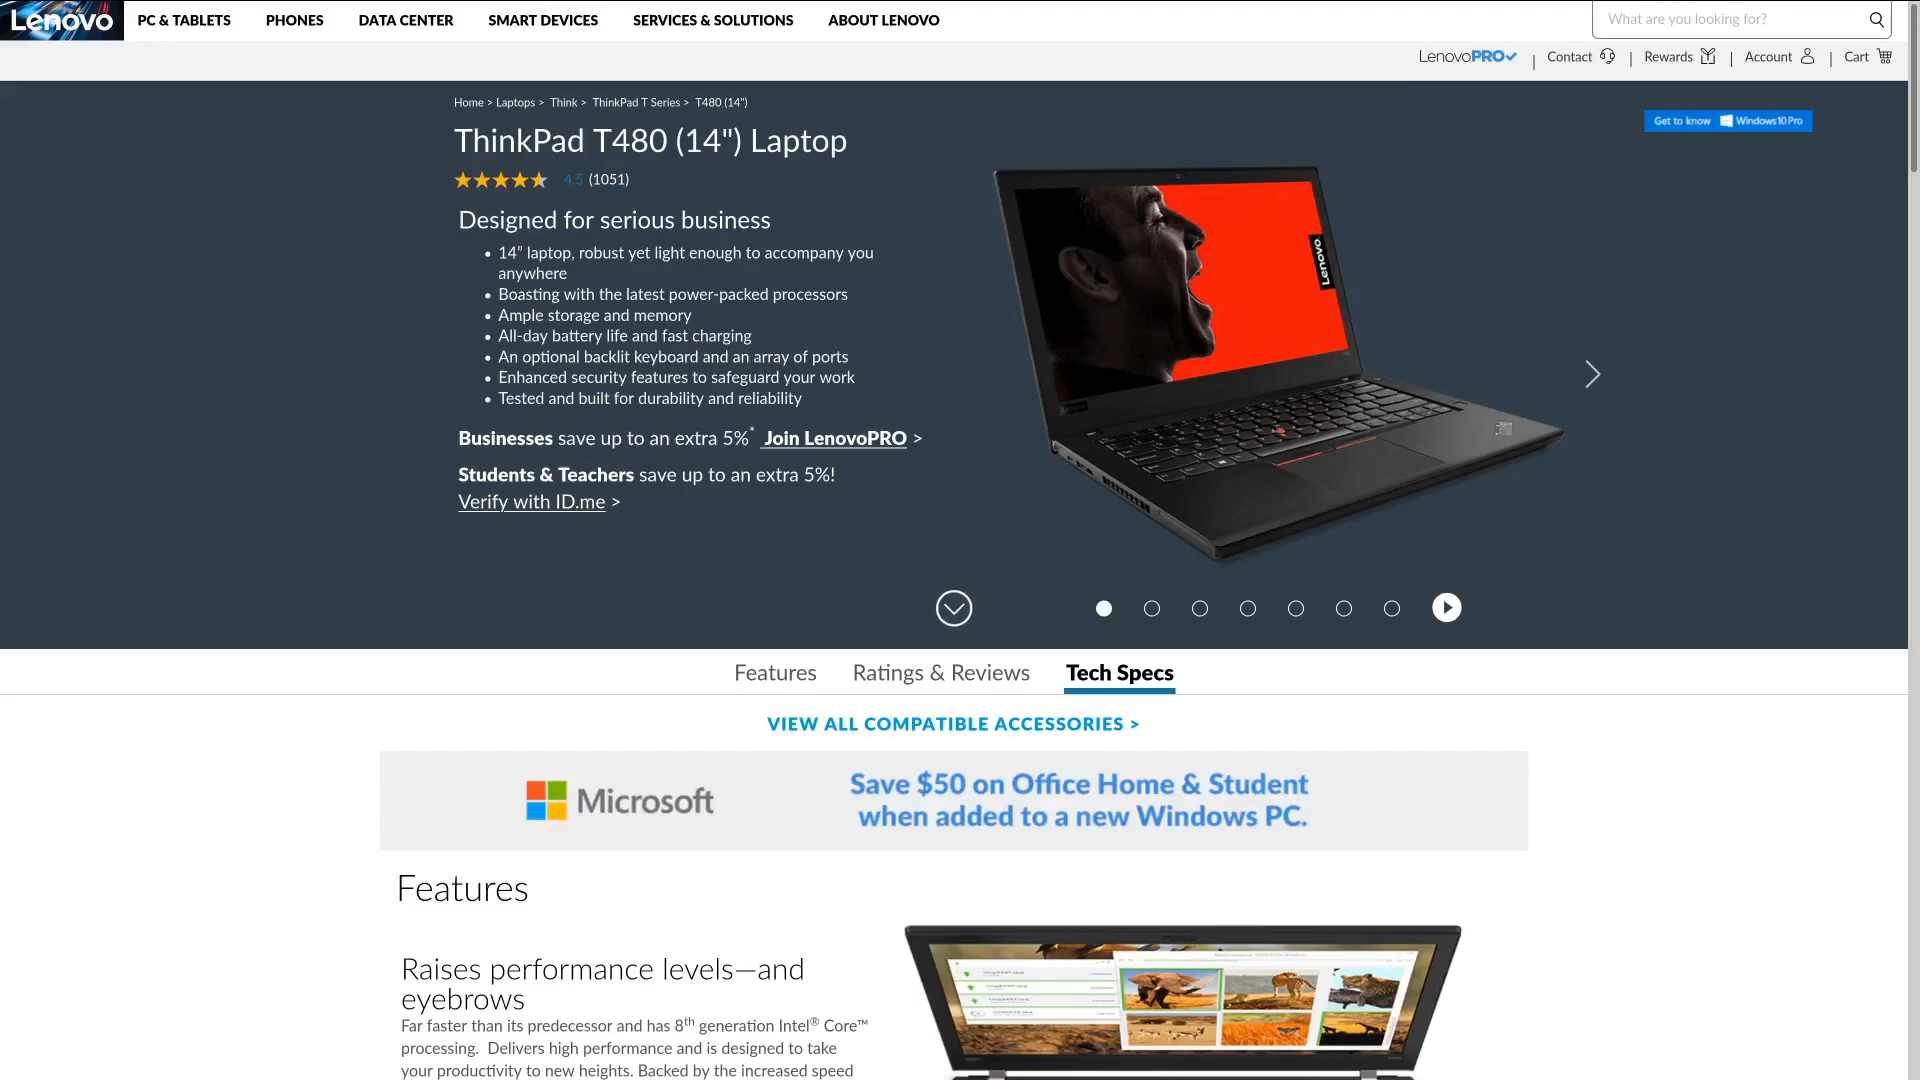 Lenovo
PC & TABLETS
PHONES
DATA CENTER
SMART DEVICES
SERVICES & SOLUTIONS
ABOUT LENOVO
What are you looking for?
LenovoPRO
Contact
Rewards
Account
Cart
Home > Laptops > Think > ThinkPad T Series > T480 (14")
Get to know Windows 10 Pro
ThinkPad T480 (14") Laptop
4.5 (1051)
Designed for serious business
14” laptop, robust yet light enough to accompany you
anywhere
Boasting with the latest power-packed processors
Ample storage and memory
All-day battery life and fast charging
An optional backlit keyboard and an array of ports
Enhanced security features to safeguard your work
Tested and built for durability and reliability
Businesses save up to an extra 5%* Join LenovoPRO >
Students & Teachers save up to an extra 5%!
Verify with ID.me >
Lenovo
Features
Ratings & Reviews
Tech Specs
VIEW ALL COMPATIBLE ACCESSORIES >
Microsoft
Save $50 on Office Home & Student
when added to a new Windows PC.
Features
Raises performance levels—and
eyebrows
Far faster than its predecessor and has 8th generation Intel® Core™
processing. Delivers high performance and is designed to take
your productivity to new heights. Backed by the increased speed